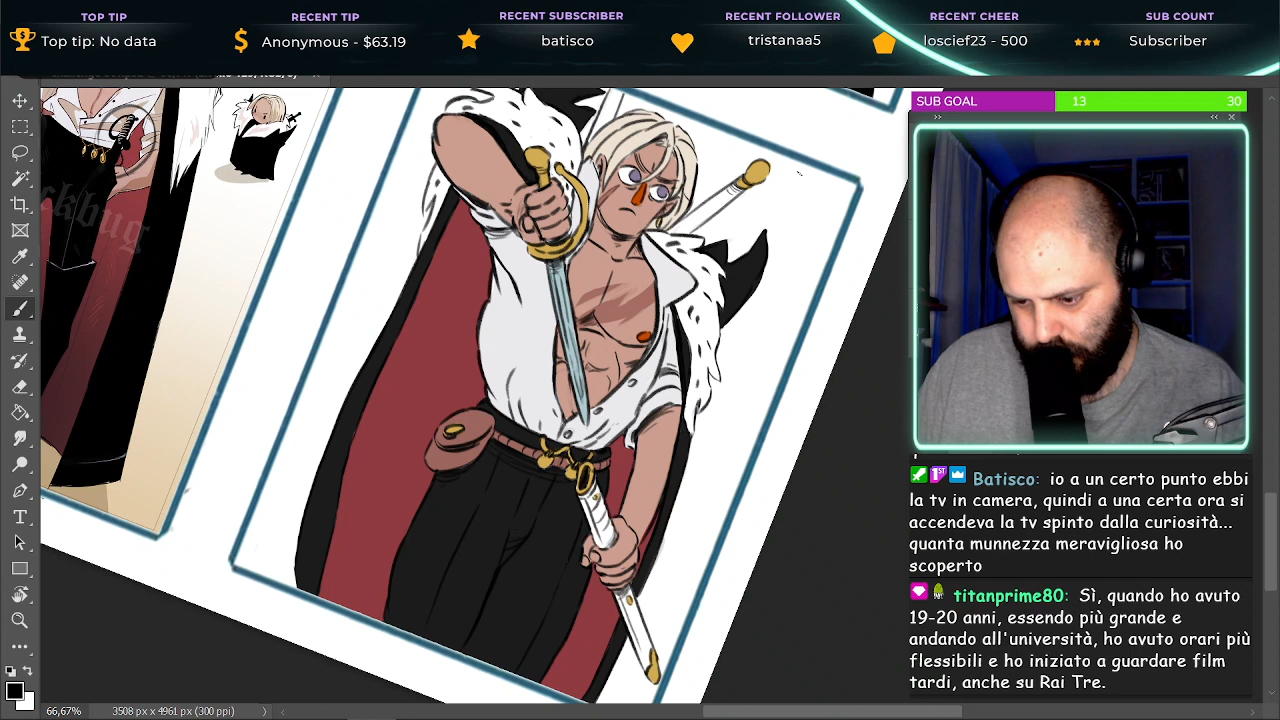 TOP TIP
Top tip: No data
RECENT TIP
Anonymous - $63.19
RECENT SUBSCRIBER
batisco
RECENT FOLLOWER
tristanaa5
RECENT CHEER
loscief23 - 500
SUB COUNT
Subscriber
SUB GOAL 13 30
Batisco: io a un certo punto ebbi
la tv in camera, quindi a una certa ora si
accendeva la tv spinto dalla curiosità...
quanta munnezza meravigliosa ho
scoperto
titanprime80: Sì, quando ho avuto
19-20 anni, essendo più grande e
andando all'università, ho avuto orari più
flessibili e ho iniziato a guardare film
tardi, anche su Rai Tre.
66,67% 3508 px x 4961 px (300 ppi)